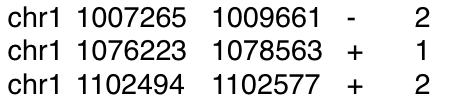 chr1 1007265 1009661 - 2
chr1 1076223 1078563 + 1
chr1 1102494 1102577 + 2